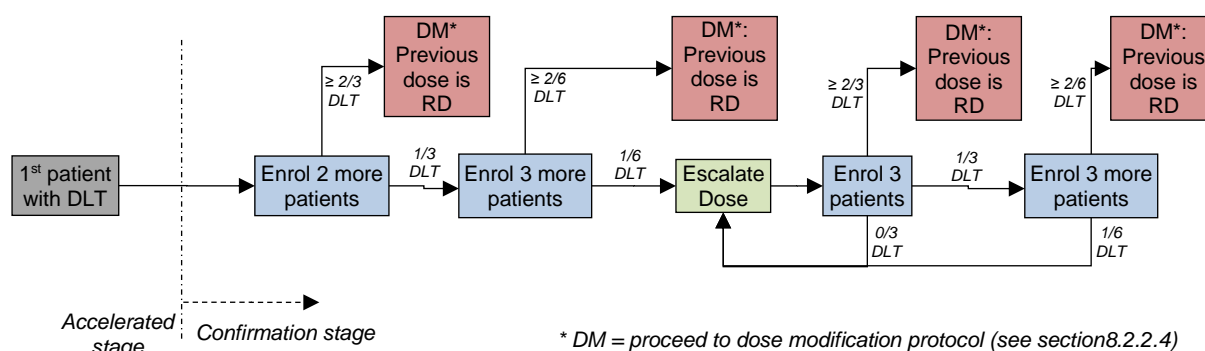 DM*
Previous
dose is
RD
DM*:
Previous
dose is
RD
DM*:
Previous
dose is
RD
DM*:
Previous
dose is
RD
≥ 2/3
DLT
≥ 2/6
DLT
≥ 2/3
DLT
≥ 2/6
DLT
1st patient
with DLT
Enrol 2 more
patients
1/3
DLT
Enrol 3 more
patients
1/6
DLT
Escalate
Dose
Enrol 3
patients
1/3
DLT
Enrol 3 more
patients
0/3
DLT
1/6
DLT
Accelerated
stage
Confirmation stage
* DM = proceed to dose modification protocol (see section8.2.2.4)